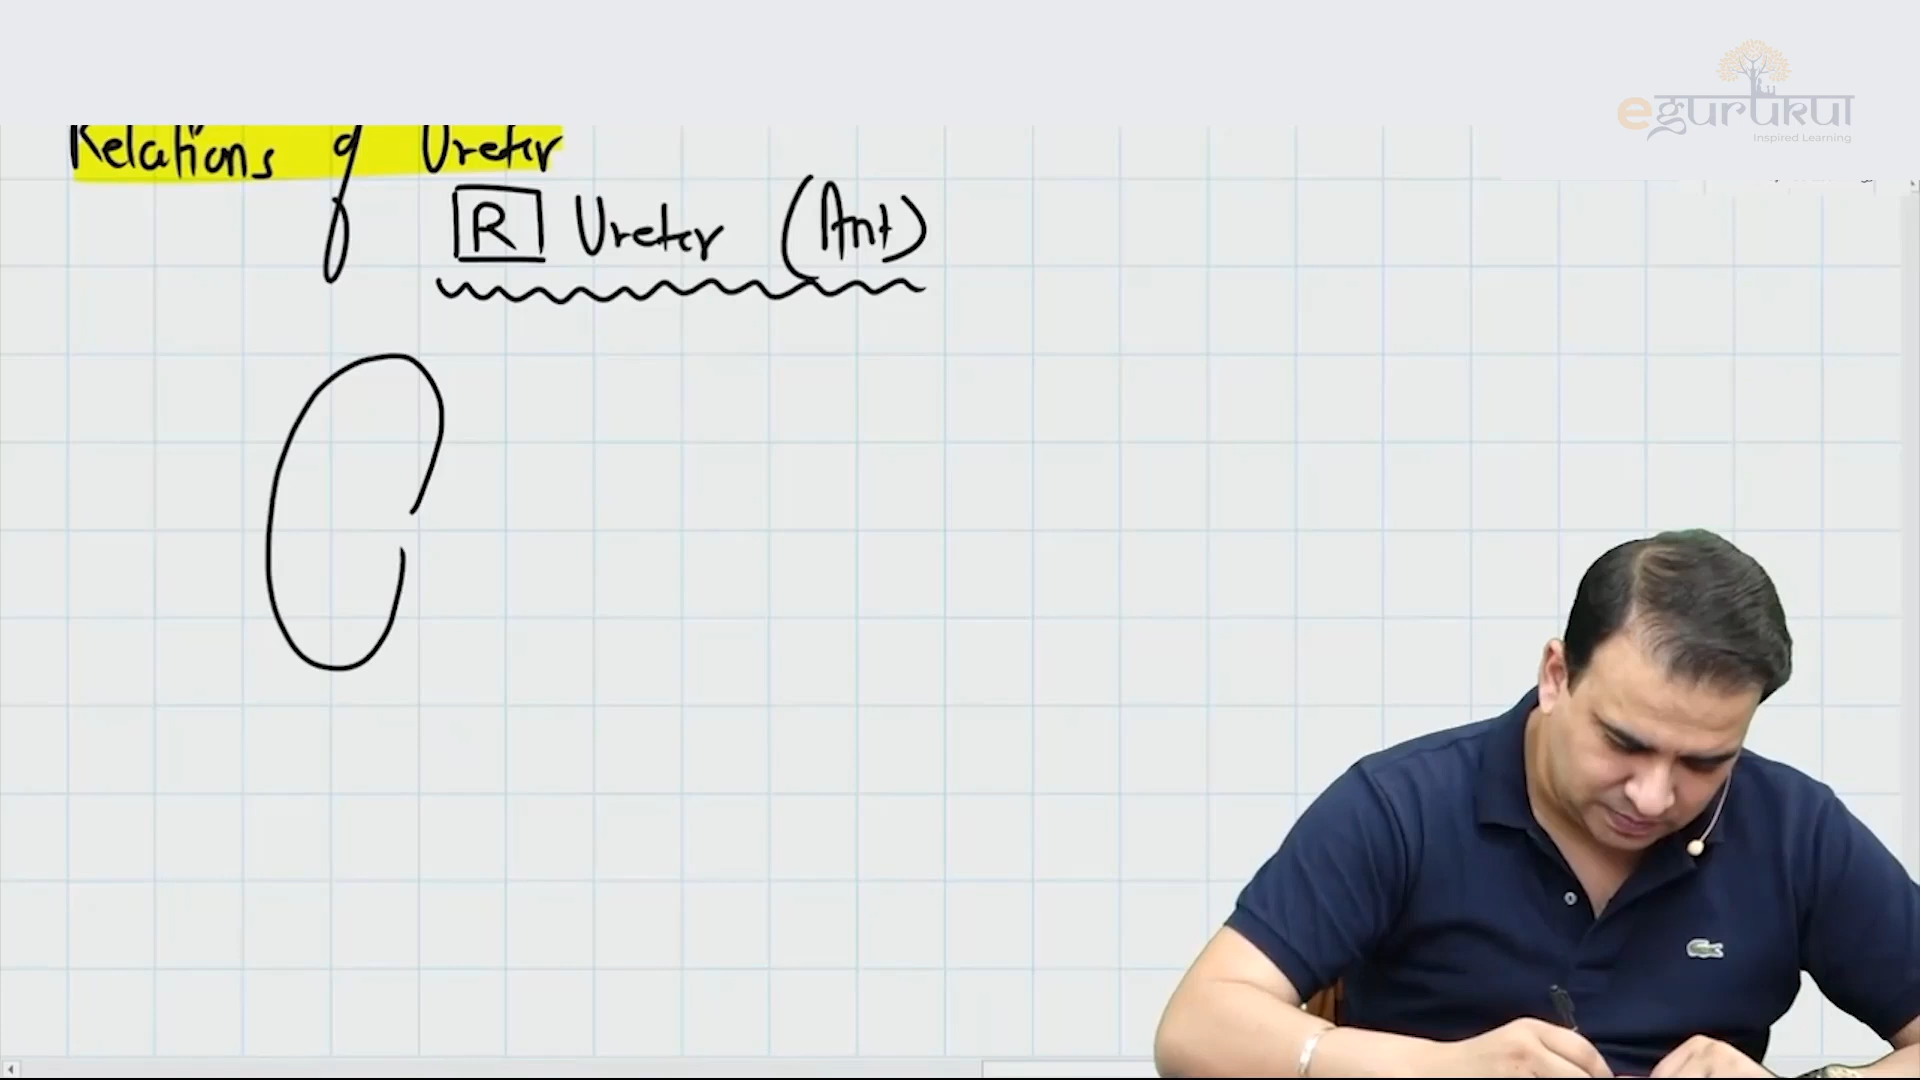 egurukul
Inspired Learning
Relations of Ureter
R Ureter (Ant)